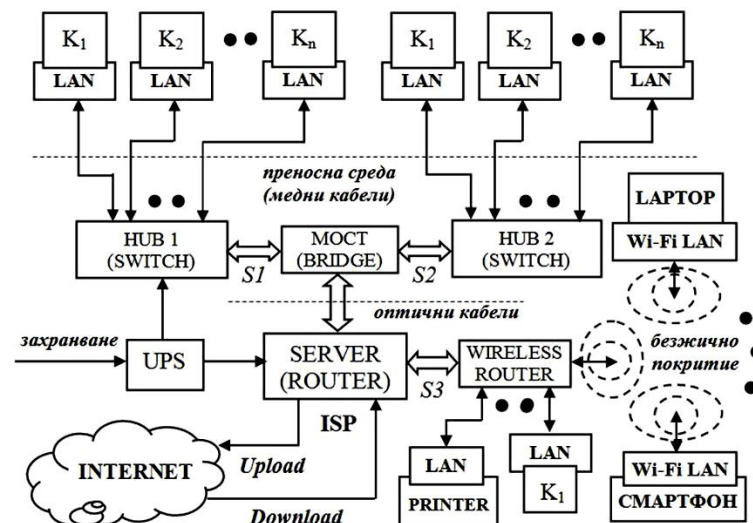 K1 K2 Kn K1 K2 Kn
LAN LAN LAN LAN LAN LAN
преносна среда
(медни кабели)
LAPTOP
Wi-Fi LAN
HUB 1
(SWITCH)
S1
МОСТ
(BRIDGE)
S2
HUB 2
(SWITCH)
оптични кабели
захранване
UPS
SERVER
(ROUTER)
S3
WIRELESS
ROUTER
безжично
покритие
ISP
INTERNET
Upload
Download
LAN
PRINTER
LAN
K1
Wi-Fi LAN
СМАРТФОН